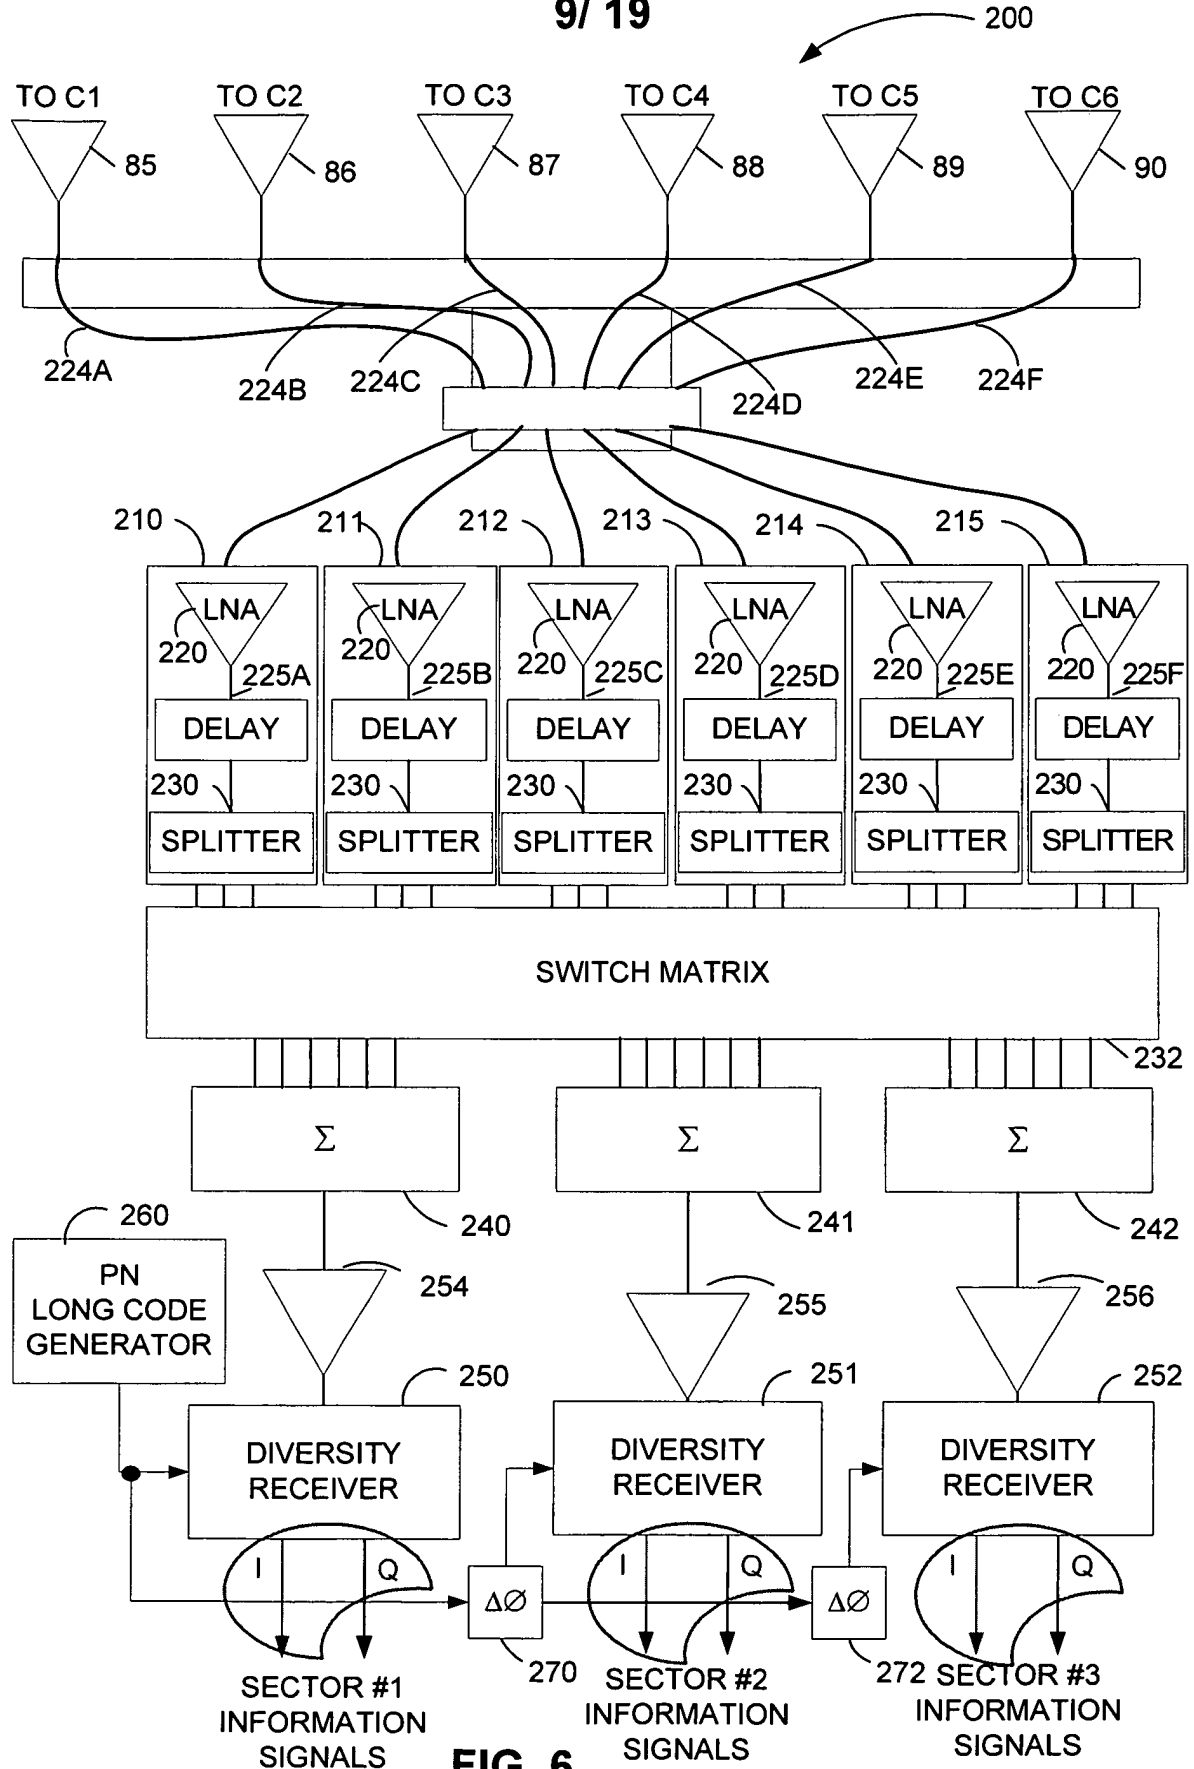 9/ 19
200
TO C1 TO C2 TO C3 TO C4 TO C5 TO C6
85 86 87 88 89 90
224A 224B 224C 224D 224E 224F
210 211 212 213 214 215
LNA LNA LNA LNA LNA LNA
220 220 220 220 220 220
225A 225B 225C 225D 225E 225F
DELAY DELAY DELAY DELAY DELAY DELAY
230 230 230 230 230 230
SPLITTER SPLITTER SPLITTER SPLITTER SPLITTER SPLITTER
SWITCH MATRIX
232
Σ Σ Σ
240 241 242
260
PN
LONG CODE
GENERATOR
254 255 256
250 251 252
DIVERSITY
RECEIVER
DIVERSITY
RECEIVER
DIVERSITY
RECEIVER
I Q I Q I Q
ΔØ ΔØ
270 272
SECTOR #1
INFORMATION
SIGNALS
SECTOR #2
INFORMATION
SIGNALS
SECTOR #3
INFORMATION
SIGNALS
FIG. 6